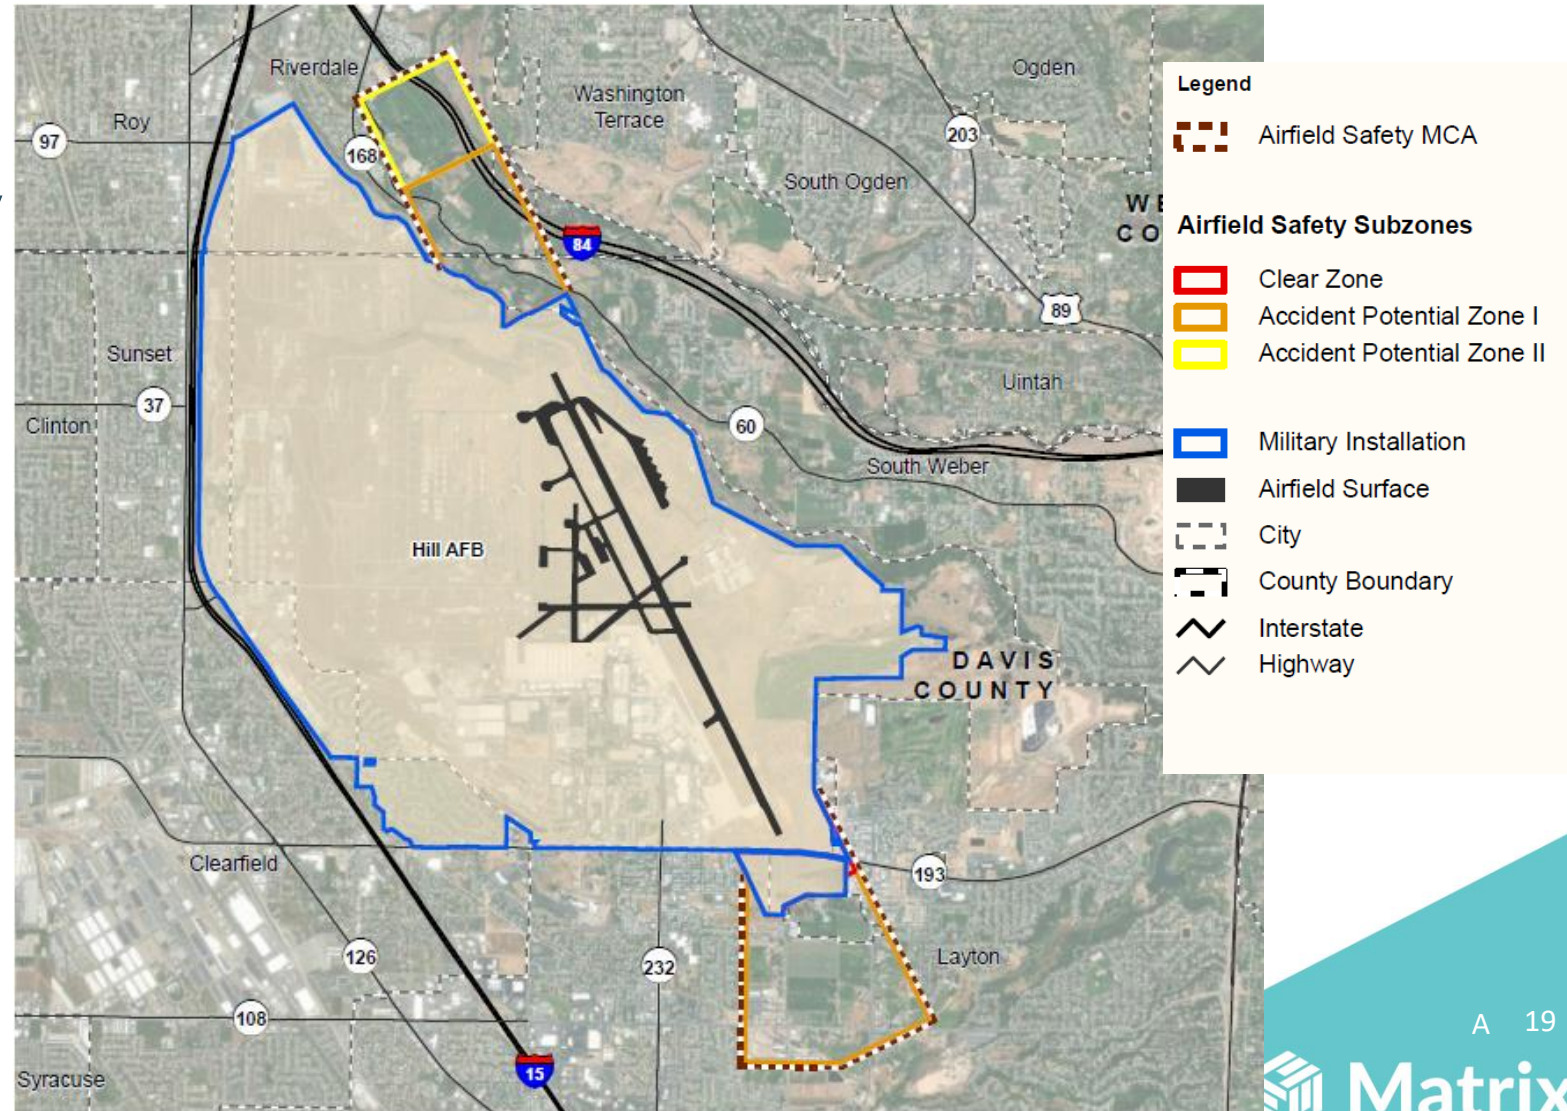 Riverdale
Ogden
Washington
Terrace
Roy
97
168
203
South Ogden
84
89
Sunset
Uintah
37
Clinton
60
South Weber
Hill AFB
DAVIS
COUNTY
Clearfield
193
126
232
Layton
108
15
Syracuse
WE
CO
Legend
Airfield Safety MCA
Airfield Safety Subzones
Clear Zone
Accident Potential Zone I
Accident Potential Zone II
Military Installation
Airfield Surface
City
County Boundary
Interstate
Highway
A 19
Matrix